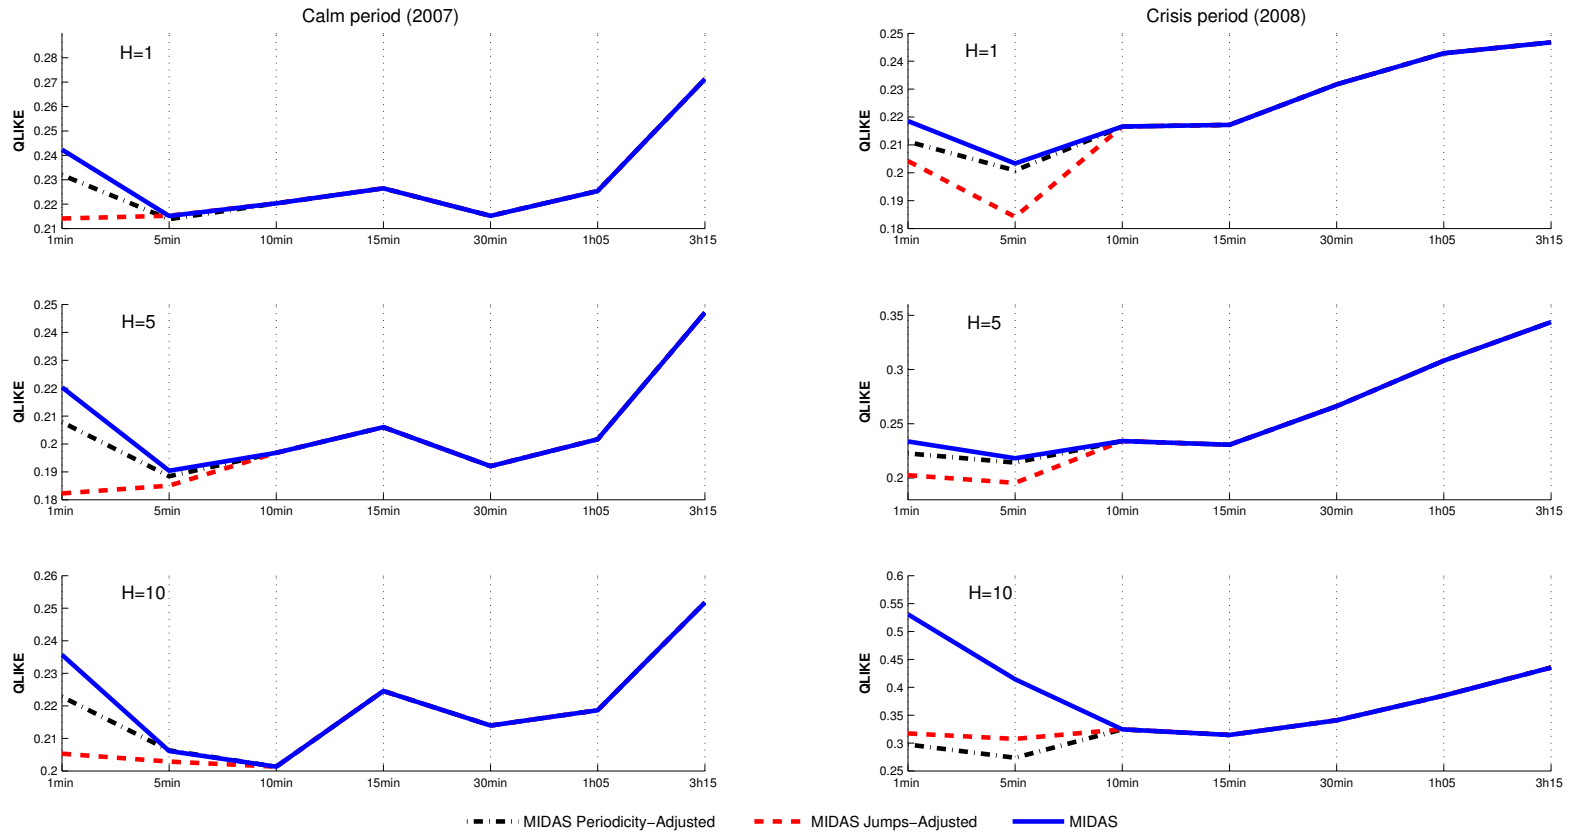 Calm period (2007)
H=1
QLIKE
0.28
0.27
0.26
0.25
0.24
0.23
0.22
0.21
1min 5min 10min 15min 30min 1h05 3h15
Crisis period (2008)
H=1
QLIKE
0.25
0.24
0.23
0.22
0.21
0.2
0.19
0.18
1min 5min 10min 15min 30min 1h05 3h15
H=5
QLIKE
0.25
0.24
0.23
0.22
0.21
0.2
0.19
0.18
1min 5min 10min 15min 30min 1h05 3h15
H=5
QLIKE
0.35
0.3
0.25
0.2
1min 5min 10min 15min 30min 1h05 3h15
H=10
QLIKE
0.26
0.25
0.24
0.23
0.22
0.21
0.2
1min 5min 10min 15min 30min 1h05 3h15
H=10
QLIKE
0.6
0.55
0.5
0.45
0.4
0.35
0.3
0.25
1min 5min 10min 15min 30min 1h05 3h15
MIDAS Periodicity−Adjusted MIDAS Jumps−Adjusted MIDAS